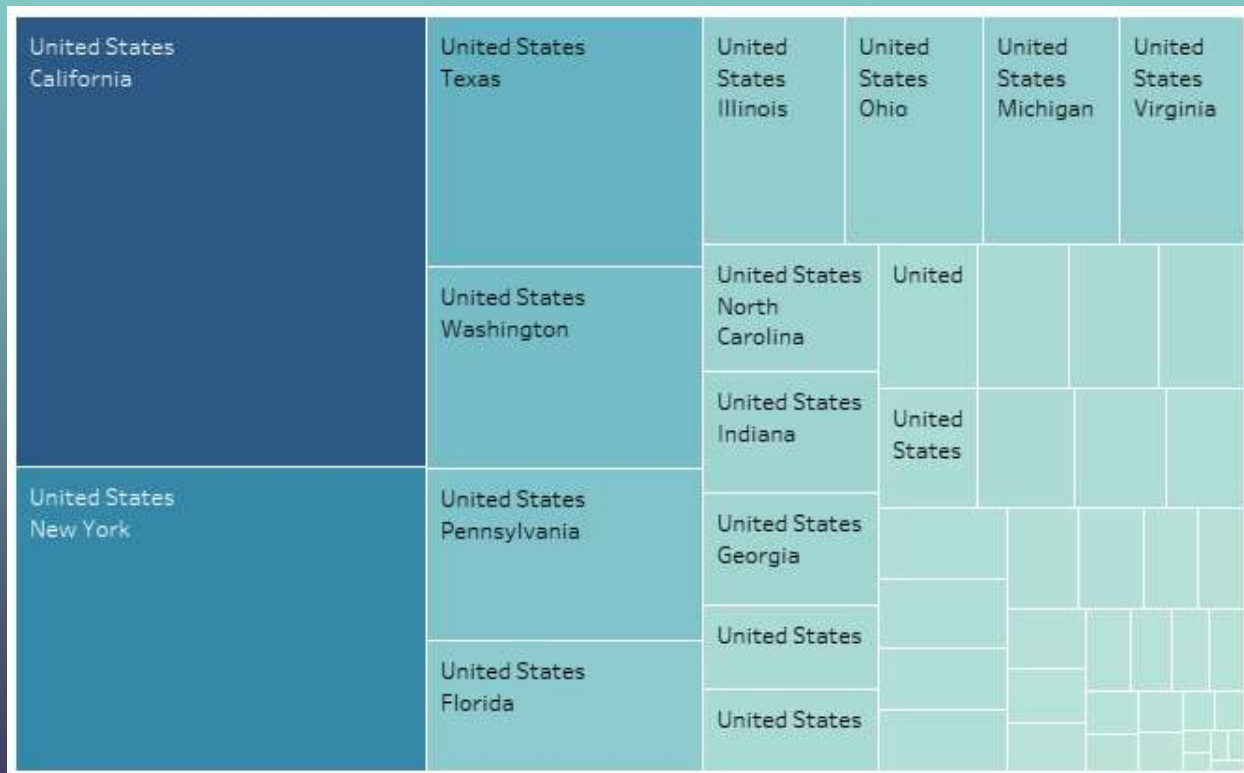 United States
California
United States
New York
United States
Texas
United States
Washington
United States
Pennsylvania
United States
Florida
United
States
Illinois
United
States
Ohio
United
States
Michigan
United
States
Virginia
United States
North
Carolina
United States
Indiana
United States
Georgia
United States
United States
United
United
States